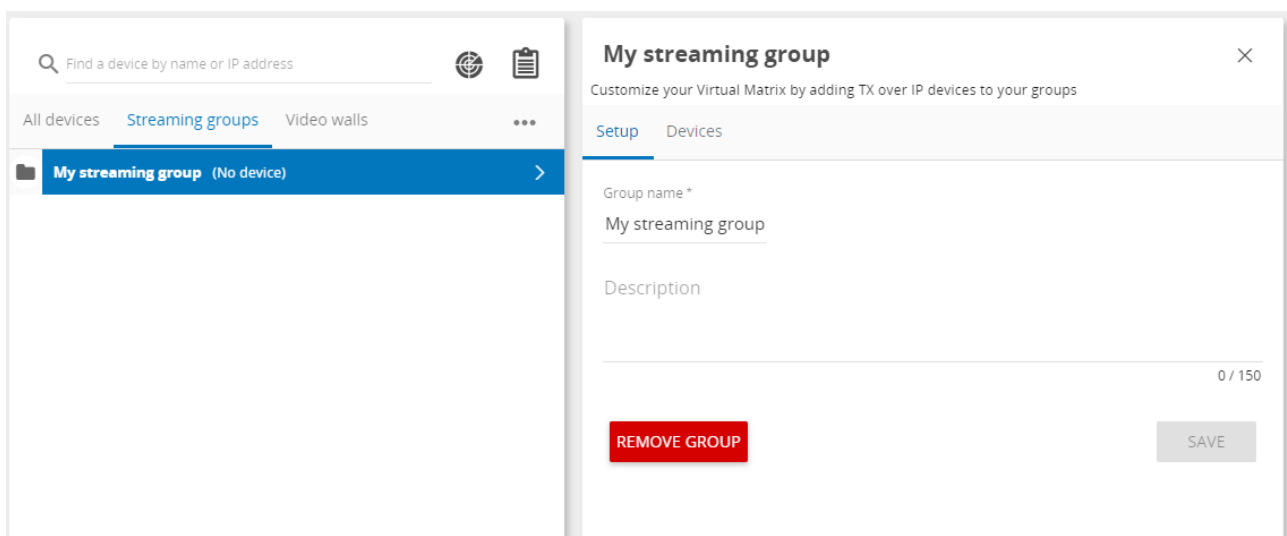 Find a device by name or IP address
All devices Streaming groups Video walls
My streaming group (No device)
My streaming group
Customize your Virtual Matrix by adding TX over IP devices to your groups
Setup Devices
Group name *
My streaming group
Description
0 / 150
REMOVE GROUP SAVE